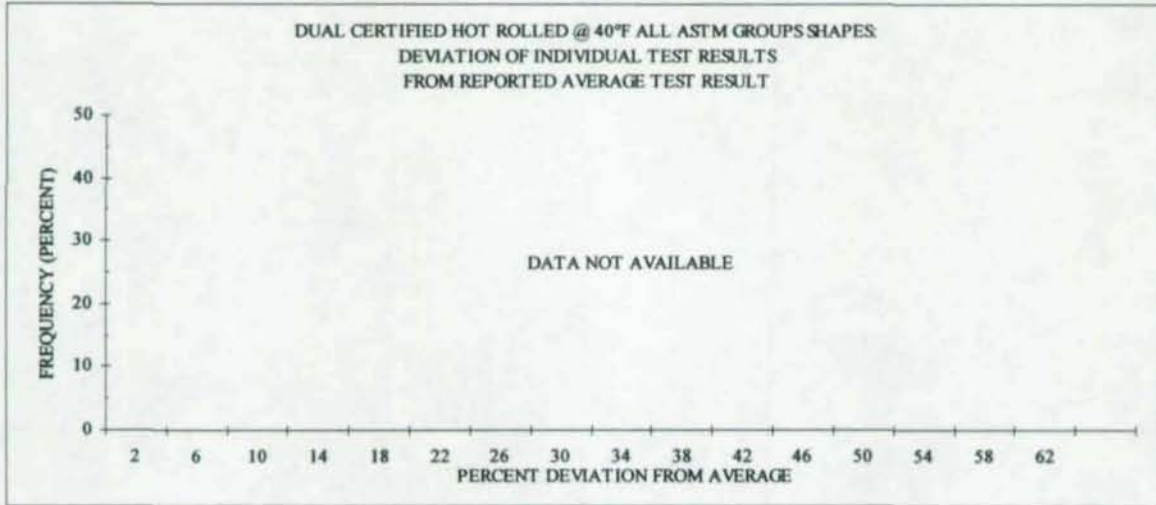 DUAL CERTIFIED HOT ROLLED @ 40°F ALL ASTM GROUPS SHAPES:
DEVIATION OF INDIVIDUAL TEST RESULTS
FROM REPORTED AVERAGE TEST RESULT
FREQUENCY (PERCENT)
50
40
30
20
10
0
DATA NOT AVAILABLE
2 6 10 14 18 22 26 30 34 38 42 46 50 54 58 62
PERCENT DEVIATION FROM AVERAGE